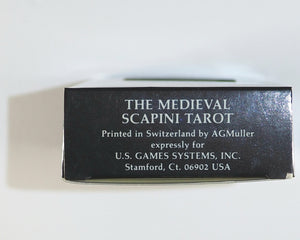 THE MEDIEVAL
SCAPINI TAROT
Printed in Switzerland by AGMuller
expressly for
U.S. GAMES SYSTEMS, INC.
Stamford, Ct. 06902 USA